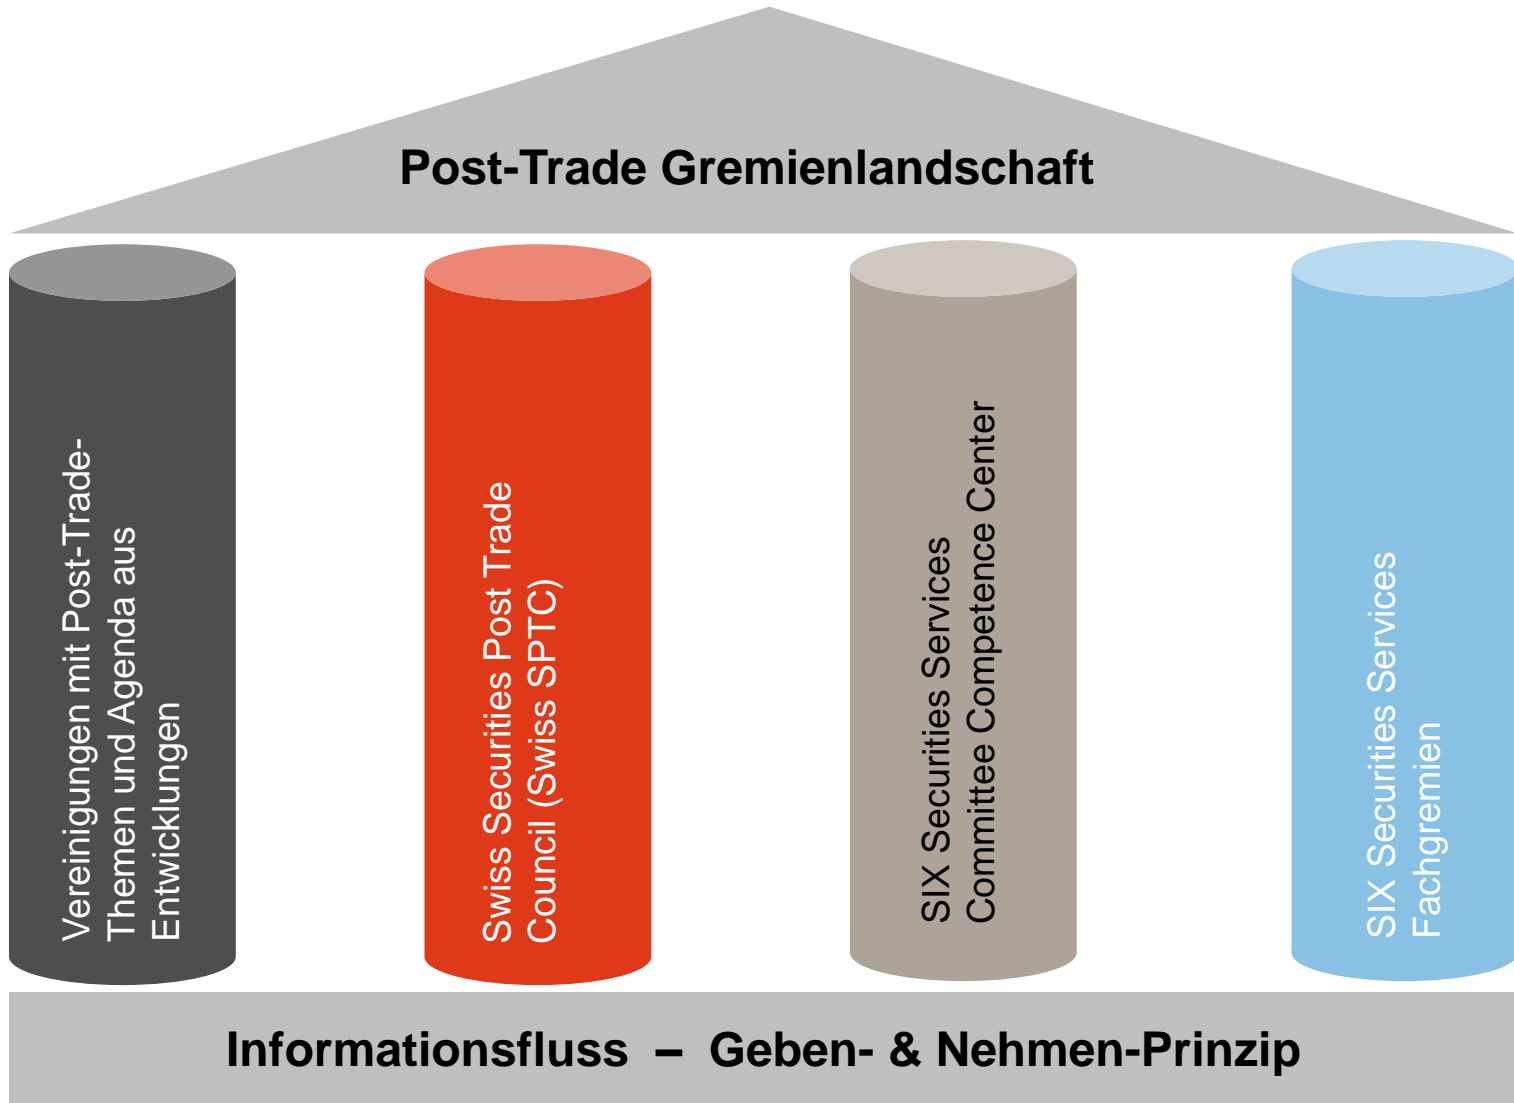 Post-Trade Gremienlandschaft
Vereinigungen mit Post-Trade-
Themen und Agenda aus
Entwicklungen
Swiss Securities Post Trade
Council (Swiss SPTC)
SIX Securities Services
Committee Competence Center
SIX Securities Services
Fachgremien
Informationsfluss – Geben- & Nehmen-Prinzip